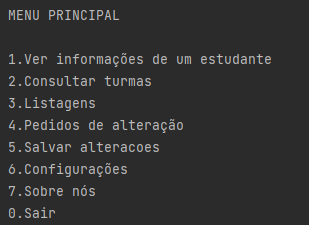 MENU PRINCIPAL
1.Ver informações de um estudante
2.Consultar turmas
3.Listagens
4.Pedidos de alteração
5.Salvar alteracoes
6.Configurações
7.Sobre nós
0.Sair